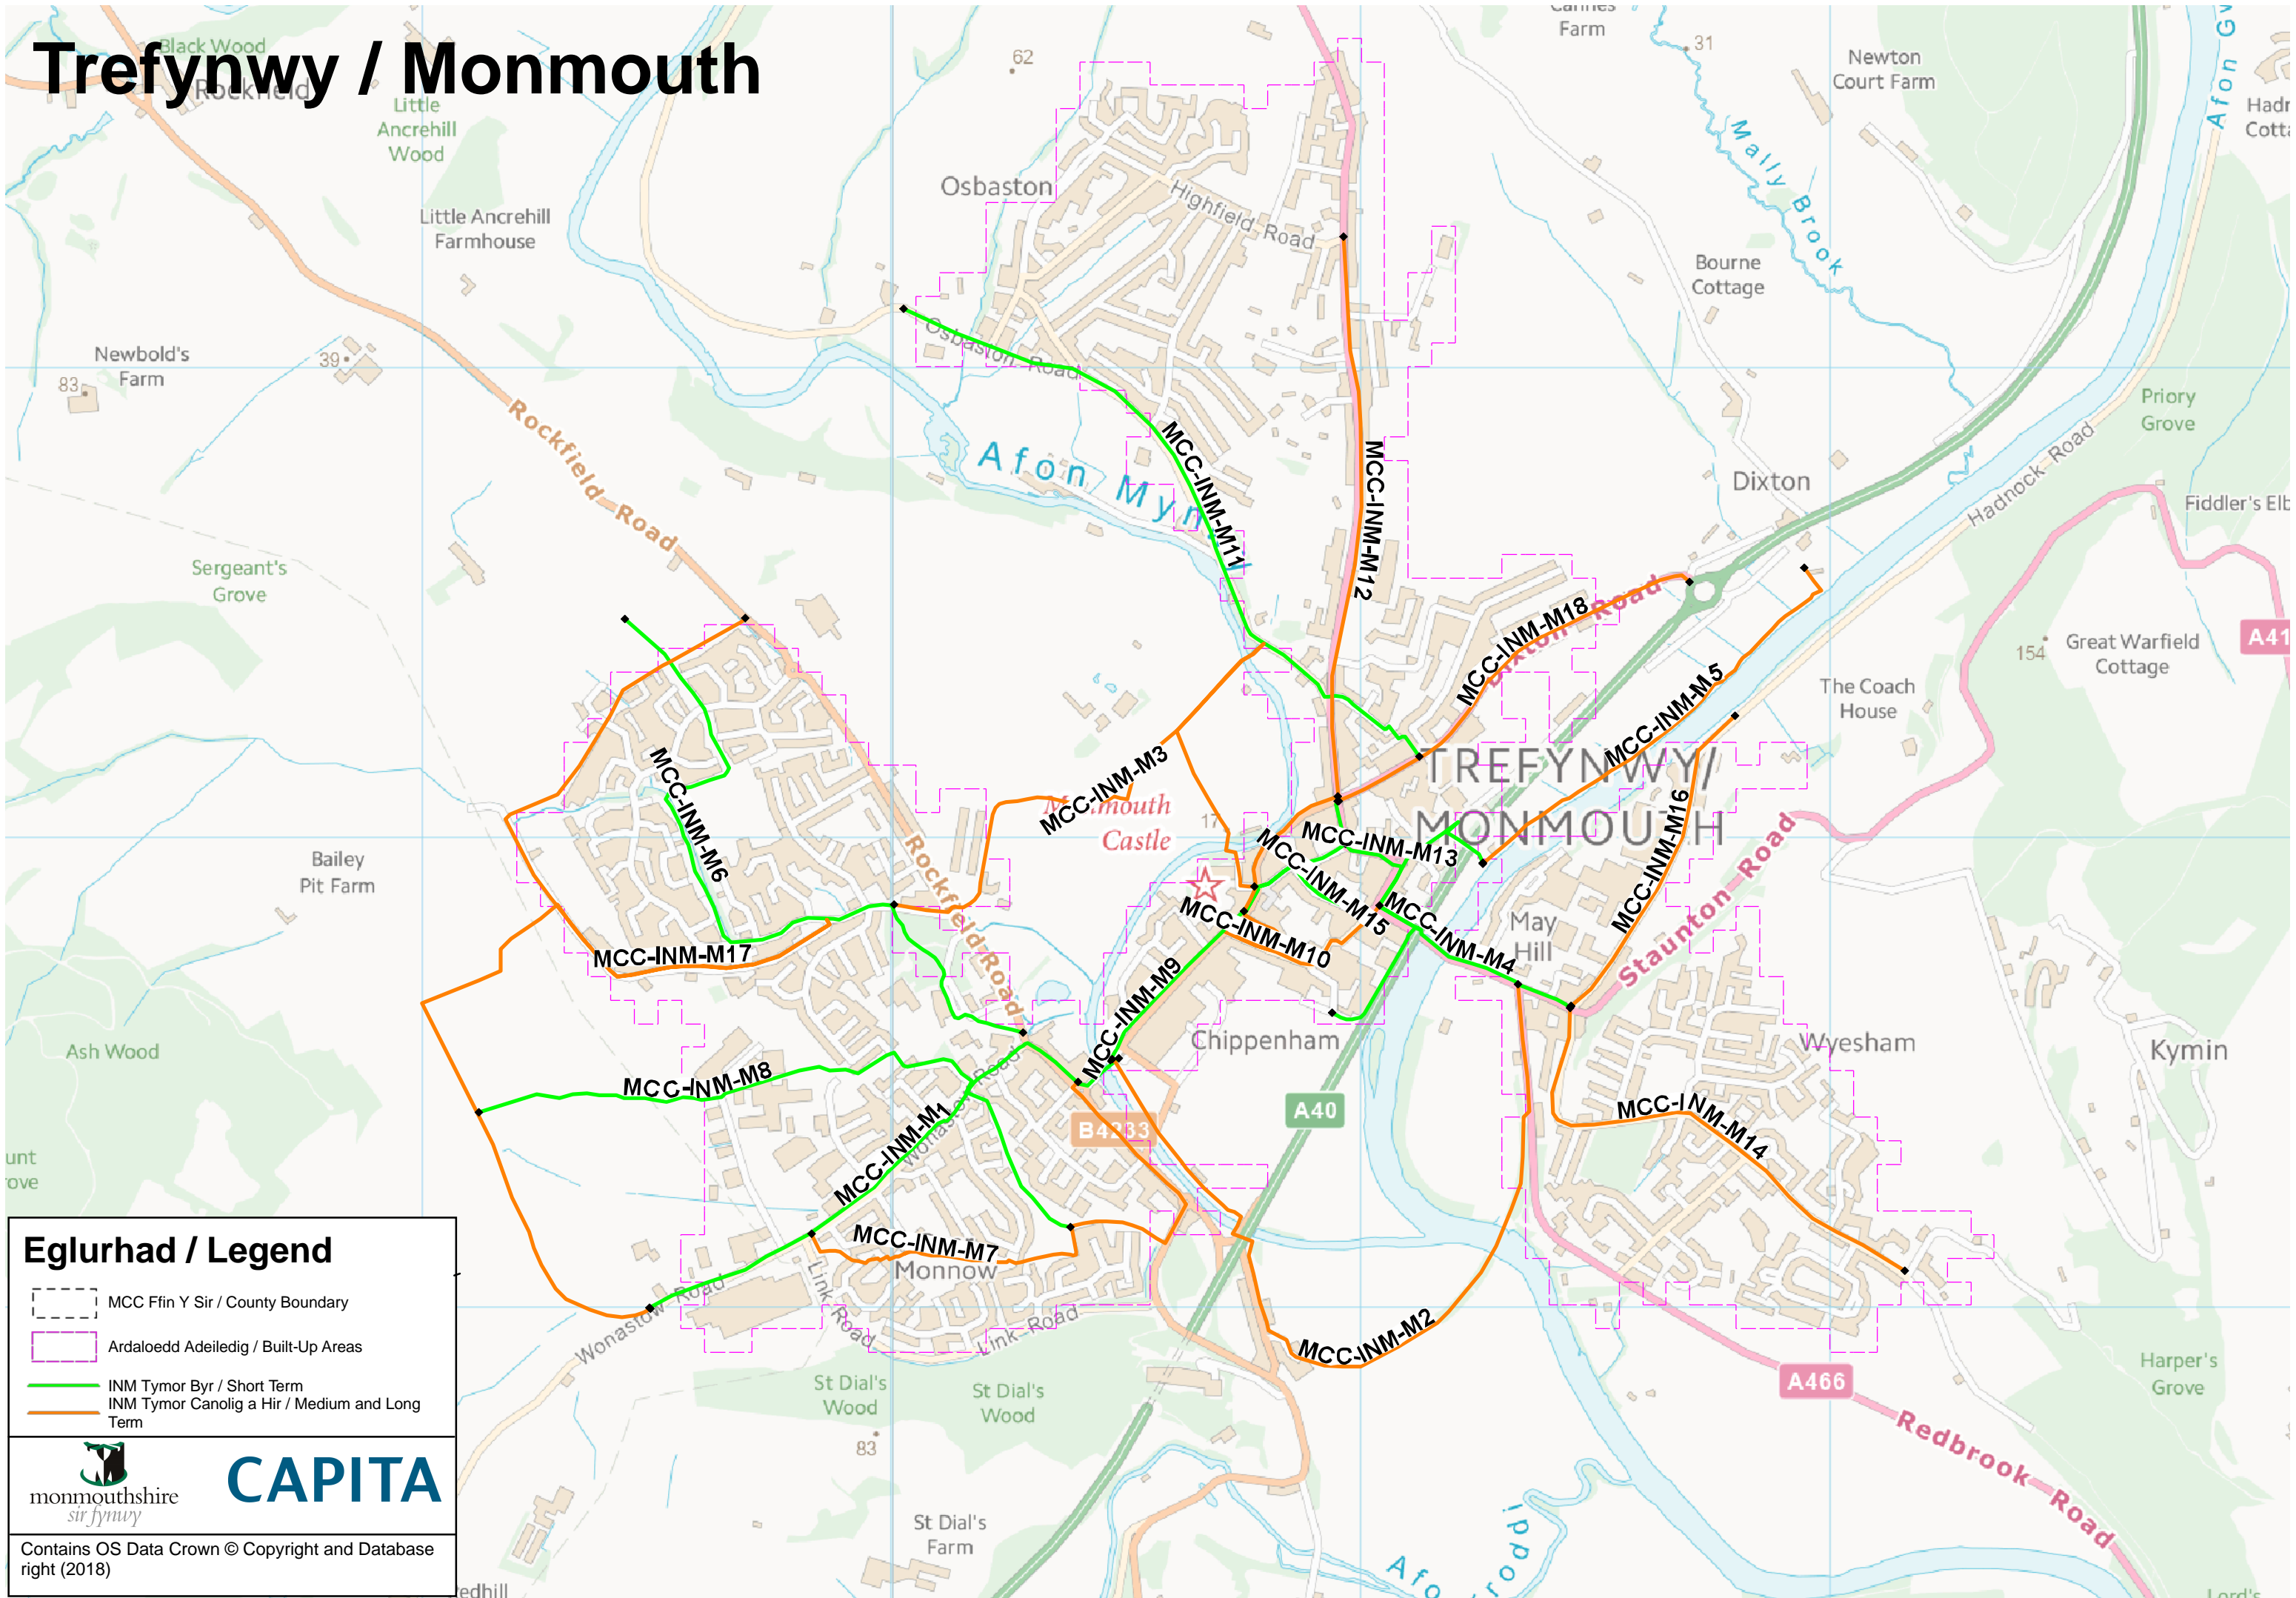 Trefynwy / Monmouth
Black Wood
Rockfield
Little
Ancrehill
Wood
Little Ancrehill
Farmhouse
62
Osbaston
Highfield Road
Farm
31
Newton
Court Farm
Mally Brook
Bourne
Cottage
Newbold's
Farm
83
39
Rockfield Road
Osbaston Road
Afon
MCC-INM-M11
MCC-INM-M12
Priory
Grove
Hadnock Road
Dixton
Sergeant's
Grove
MCC-INM-M18
MCC-INM-M5
154
Great Warfield
Cottage
A41
The Coach
House
MCC-INM-M3
Castle
17
TREFYNWY/
MONMOUTH
MCC-INM-M6
MCC-INM-M13
MCC-INM-M15
MCC-INM-M16
Staunton Road
Bailey
Pit Farm
Rockfield Road
MCC-INM-M17
MCC-INM-M10
MCC-INM-M4
May
Hill
MCC-INM-M9
Chippenham
Wyesham
Kymin
Ash Wood
MCC-INM-M8
MCC-INM-M1
Wonastow Road
B4233
A40
MCC-INM-M14
MCC-INM-M7
Monnow
Link Road
Link Road
Wonastow Road
MCC-INM-M2
A466
Redbrook Road
Harper's
Grove
St Dial's
Wood
St Dial's
Wood
83
St Dial's
Farm
Eglurhad / Legend
MCC Ffin Y Sir / County Boundary
Ardaloedd Adeiledig / Built-Up Areas
INM Tymor Byr / Short Term
INM Tymor Canolig a Hir / Medium and Long
Term
monmouthshire
sir fynwy
CAPITA
Contains OS Data Crown © Copyright and Database
right (2018)